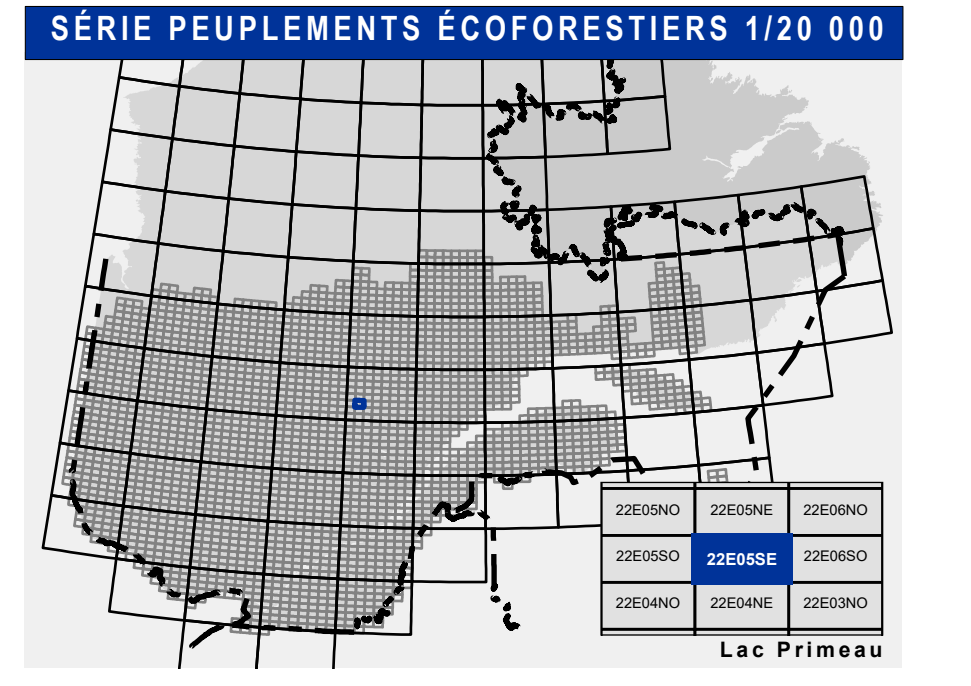 SÉRIE PEUPLEMENTS ÉCOFORESTIERS 1/20 000
22E05NO 22E05NE 22E06NO
22E05SO 22E05SE 22E06SO
22E04NO 22E04NE 22E03NO
Lac Primeau